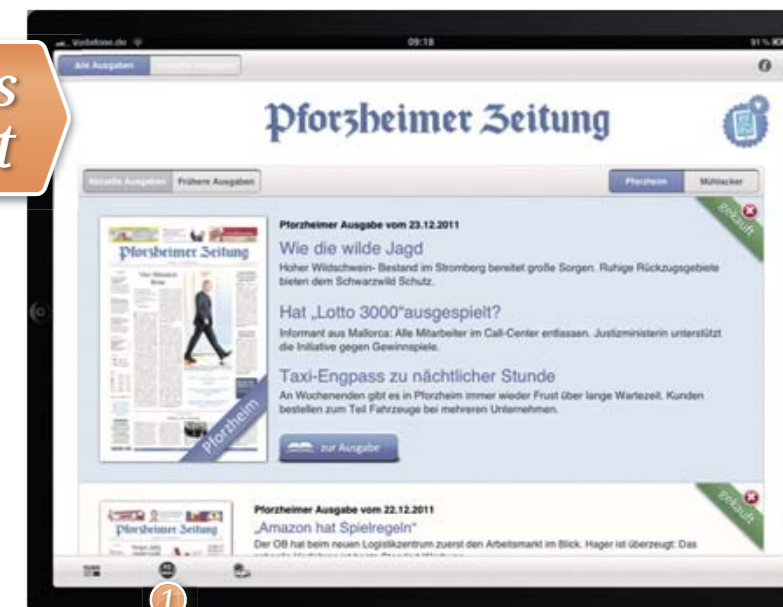 s
t
Vodafone.de 09:18 91 %
Alle Ausgaben
Pforzheimer Zeitung
Aktuelle Ausgaben Frühere Ausgaben Pforzheim Mühlacker
gekauft
Pforzheimer Ausgabe vom 23.12.2011
Wie die wilde Jagd
Hoher Wildschwein- Bestand im Stromberg bereitet große Sorgen. Ruhige Rückzugsgebiete
bieten dem Schwarzwild Schutz.
Hat „Lotto 3000“ausgespielt?
Informant aus Mallorca: Alle Mitarbeiter im Call-Center entlassen. Justizministerin unterstützt
die Initiative gegen Gewinnspiele.
Taxi-Engpass zu nächtlicher Stunde
An Wochenenden gibt es in Pforzheim immer wieder Frust über lange Wartezeit. Kunden
bestellen zum Teil Fahrzeuge bei mehreren Unternehmen.
zur Ausgabe
Pforzheimer Zeitung
Pforzheim
gekauft
Pforzheimer Ausgabe vom 22.12.2011
„Amazon hat Spielregeln“
Der OB hat beim neuen Logistikzentrum zuerst den Arbeitsmarkt im Blick. Hager ist überzeugt: Das
Pforzheimer Zeitung
1